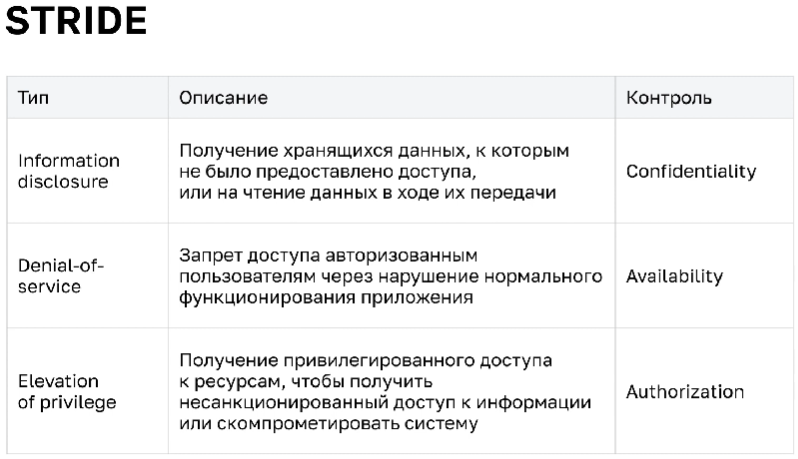 STRIDE
Тип
Описание
Контроль
Information
disclosure
Получение хранящихся данных, к которым
не было предоставлено доступа,
или на чтение данных в ходе их передачи
Confidentiality
Denial-of-
service
Запрет доступа авторизованным
пользователям через нарушение нормального
функционирования приложения
Availability
Elevation
of privilege
Получение привилегированного доступа
к ресурсам, чтобы получить
несанкционированный доступ к информации
или скомпрометировать систему
Authorization